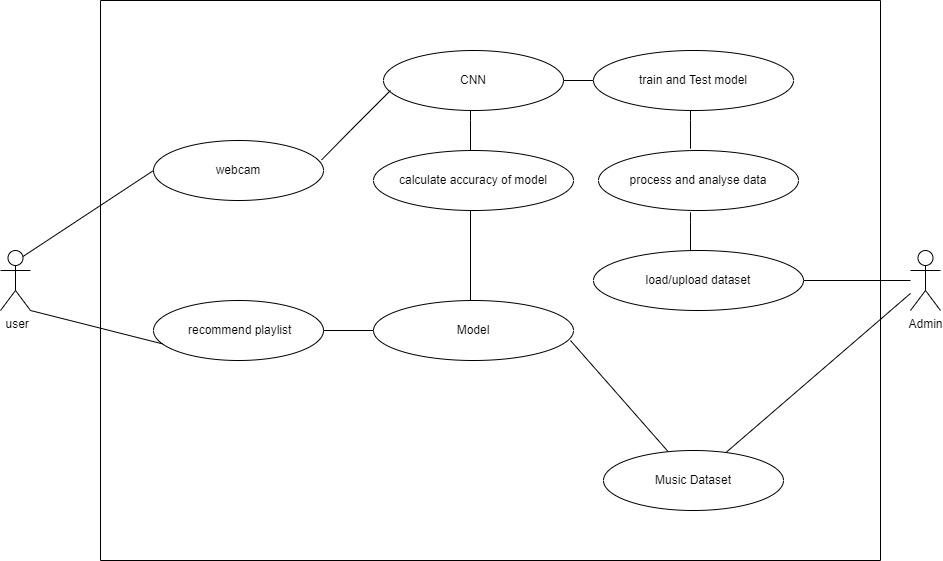 CNN
train and Test model
webcam
calculate accuracy of model
process and analyse data
load/upload dataset
user
Admin
recommend playlist
Model
Music Dataset